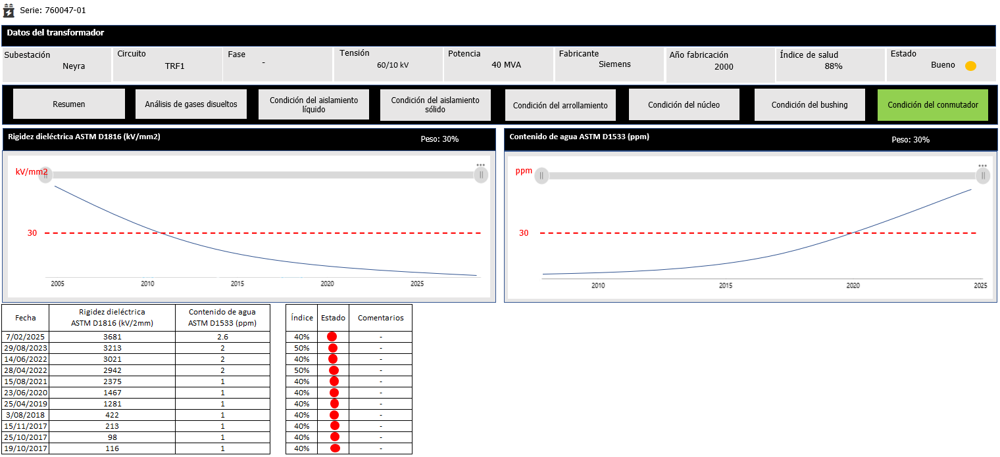 Serie: 760047-01
Datos del transformador
Subestación
Neyra
Circuito
TRF1
Fase
-
Tensión
60/10 kV
Potencia
40 MVA
Fabricante
Siemens
Año fabricación
2000
Índice de salud
88%
Estado
Bueno
Resumen
Análisis de gases disueltos
Condición del aislamiento
líquido
Condición del aislamiento
sólido
Condición del arrollamiento
Condición del núcleo
Condición del bushing
Condición del conmutador
Rigidez dieléctrica ASTM D1816 (kV/mm2)
Peso: 30%
kV/mm2
30
2005 2010 2015 2020 2025
Contenido de agua ASTM D1533 (ppm)
Peso: 30%
ppm
30
2010 2015 2020 2025
Fecha
Rigidez dieléctrica
ASTM D1816 (kV/2mm)
Contenido de agua
ASTM D1533 (ppm)
Índice Estado Comentarios
7/02/2025 3681 2.6 40% -
29/08/2023 3213 2 50% -
14/06/2022 3021 2 40% -
28/04/2022 2942 2 50% -
15/08/2021 2375 1 40% -
23/06/2020 1467 1 40% -
25/04/2019 1281 1 40% -
3/08/2018 422 1 40% -
15/11/2017 213 1 40% -
25/10/2017 98 1 40% -
19/10/2017 116 1 40% -